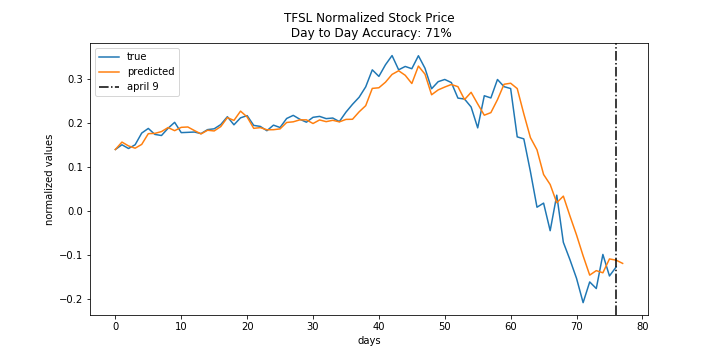 TFSL Normalized Stock Price
Day to Day Accuracy: 71%
true
predicted
april 9
normalized values
0.3
0.2
0.1
0.0
−0.1
−0.2
0 10 20 30 40 50 60 70 80
days